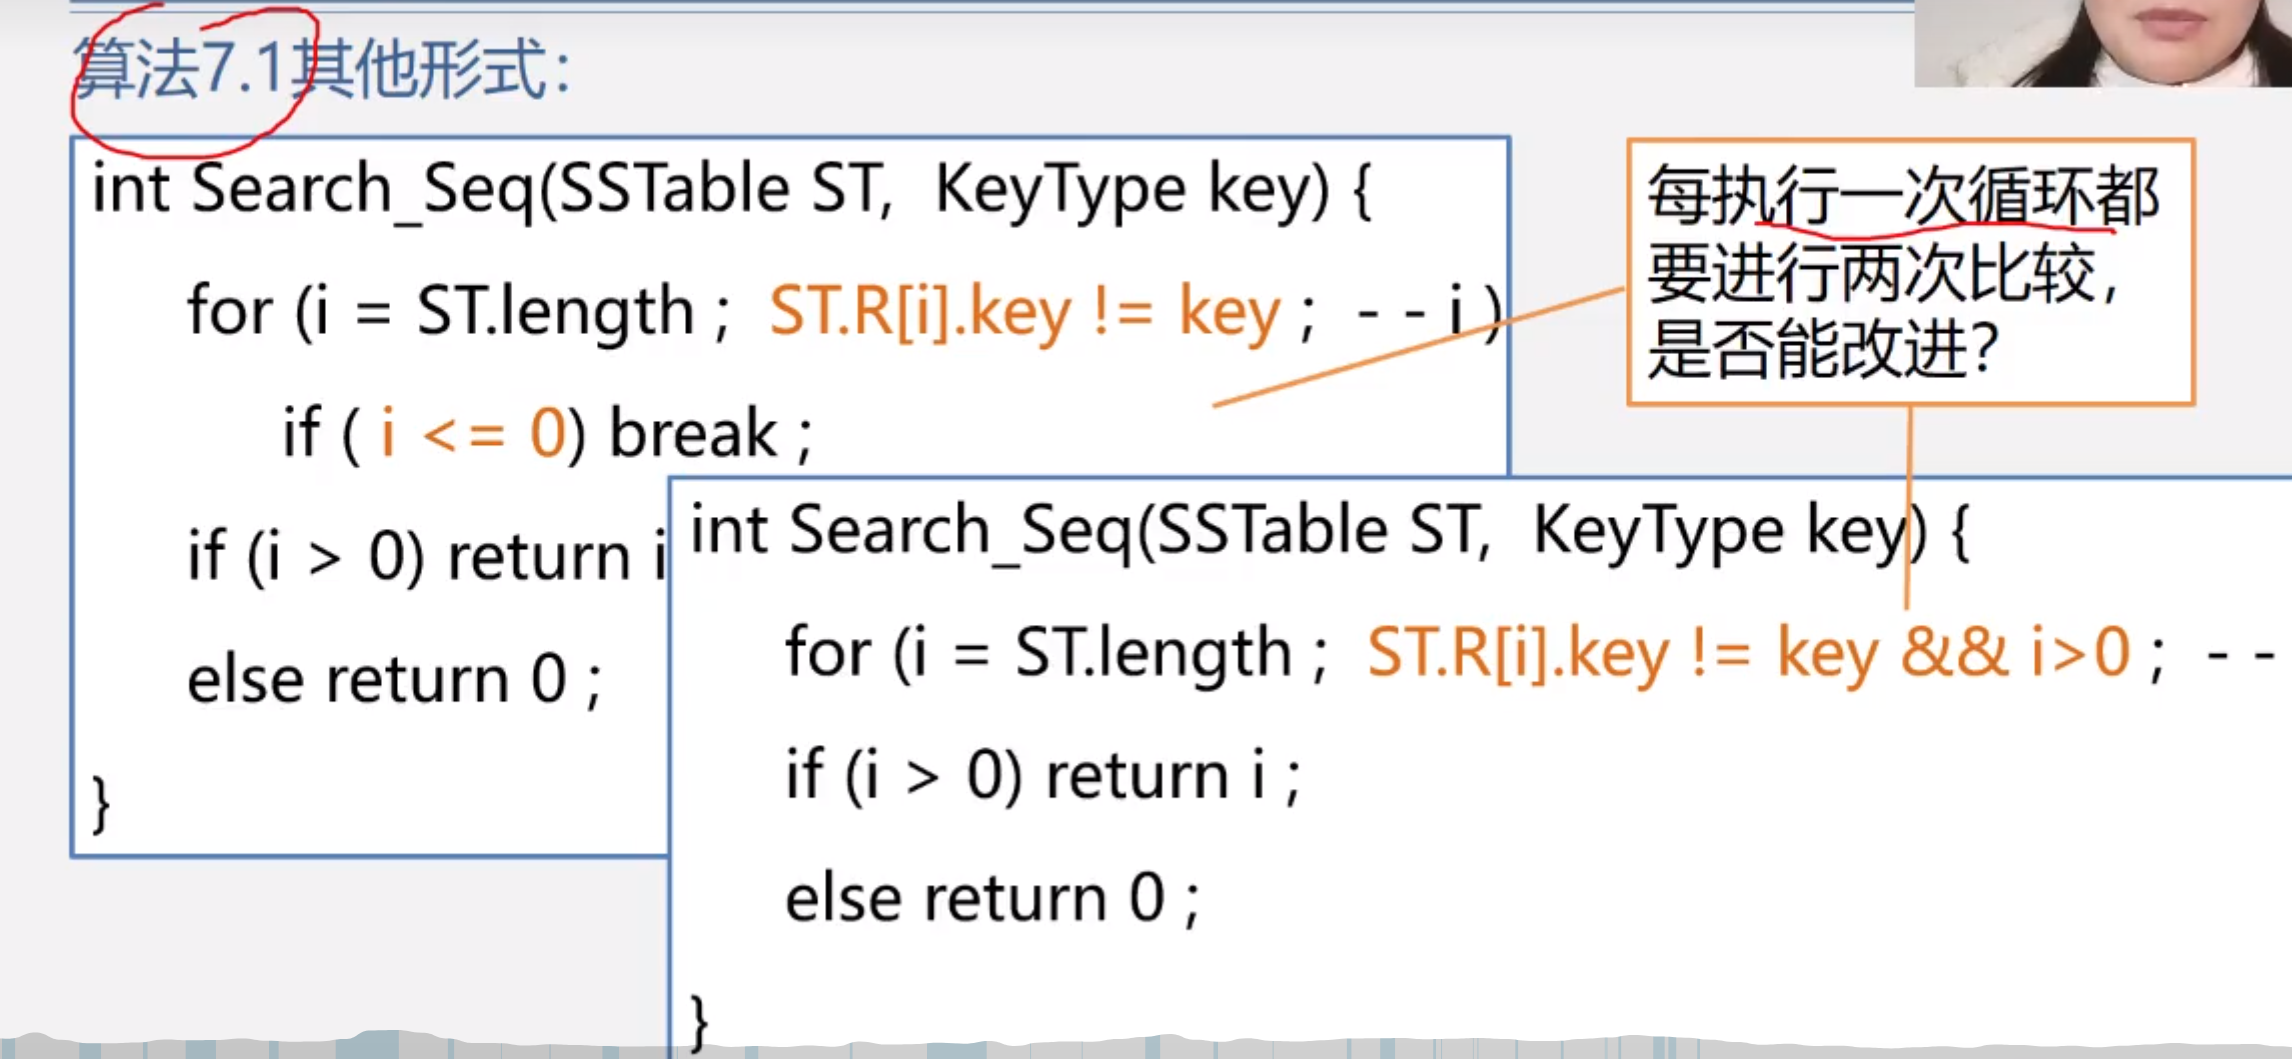 算法7.1其他形式：
int Search_Seq(SSTable ST, KeyType key) {
for (i = ST.length ; ST.R[i].key != key ; - - i )
if ( i <= 0) break ;
if (i > 0) return i
else return 0 ;
}
每执行一次循环都
要进行两次比较，
是否能改进？
int Search_Seq(SSTable ST, KeyType key) {
for (i = ST.length ; ST.R[i].key != key && i>0 ; - -
if (i > 0) return i ;
else return 0 ;
}